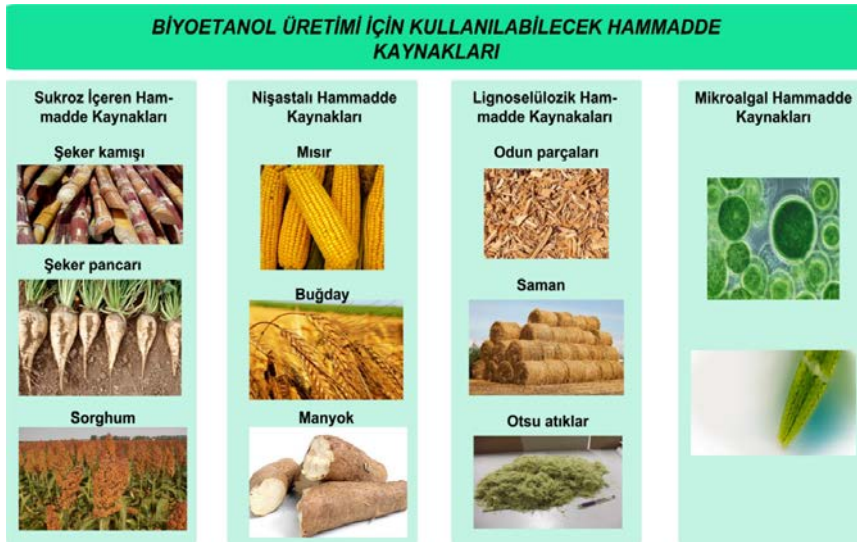 BİYOETANOL ÜRETİMİ İÇİN KULLANILABİLECEK HAMMADDE
KAYNAKLARI
Sukroz İçeren Ham-
madde Kaynakları
Şeker kamışı
Şeker pancarı
Sorghum
Nişastalı Hammadde
Kaynakları
Mısır
Buğday
Manyok
Lignoselülozik Ham-
madde Kaynakaları
Odun parçaları
Saman
Otsu atıklar
Mikroalgal Hammadde
Kaynakları